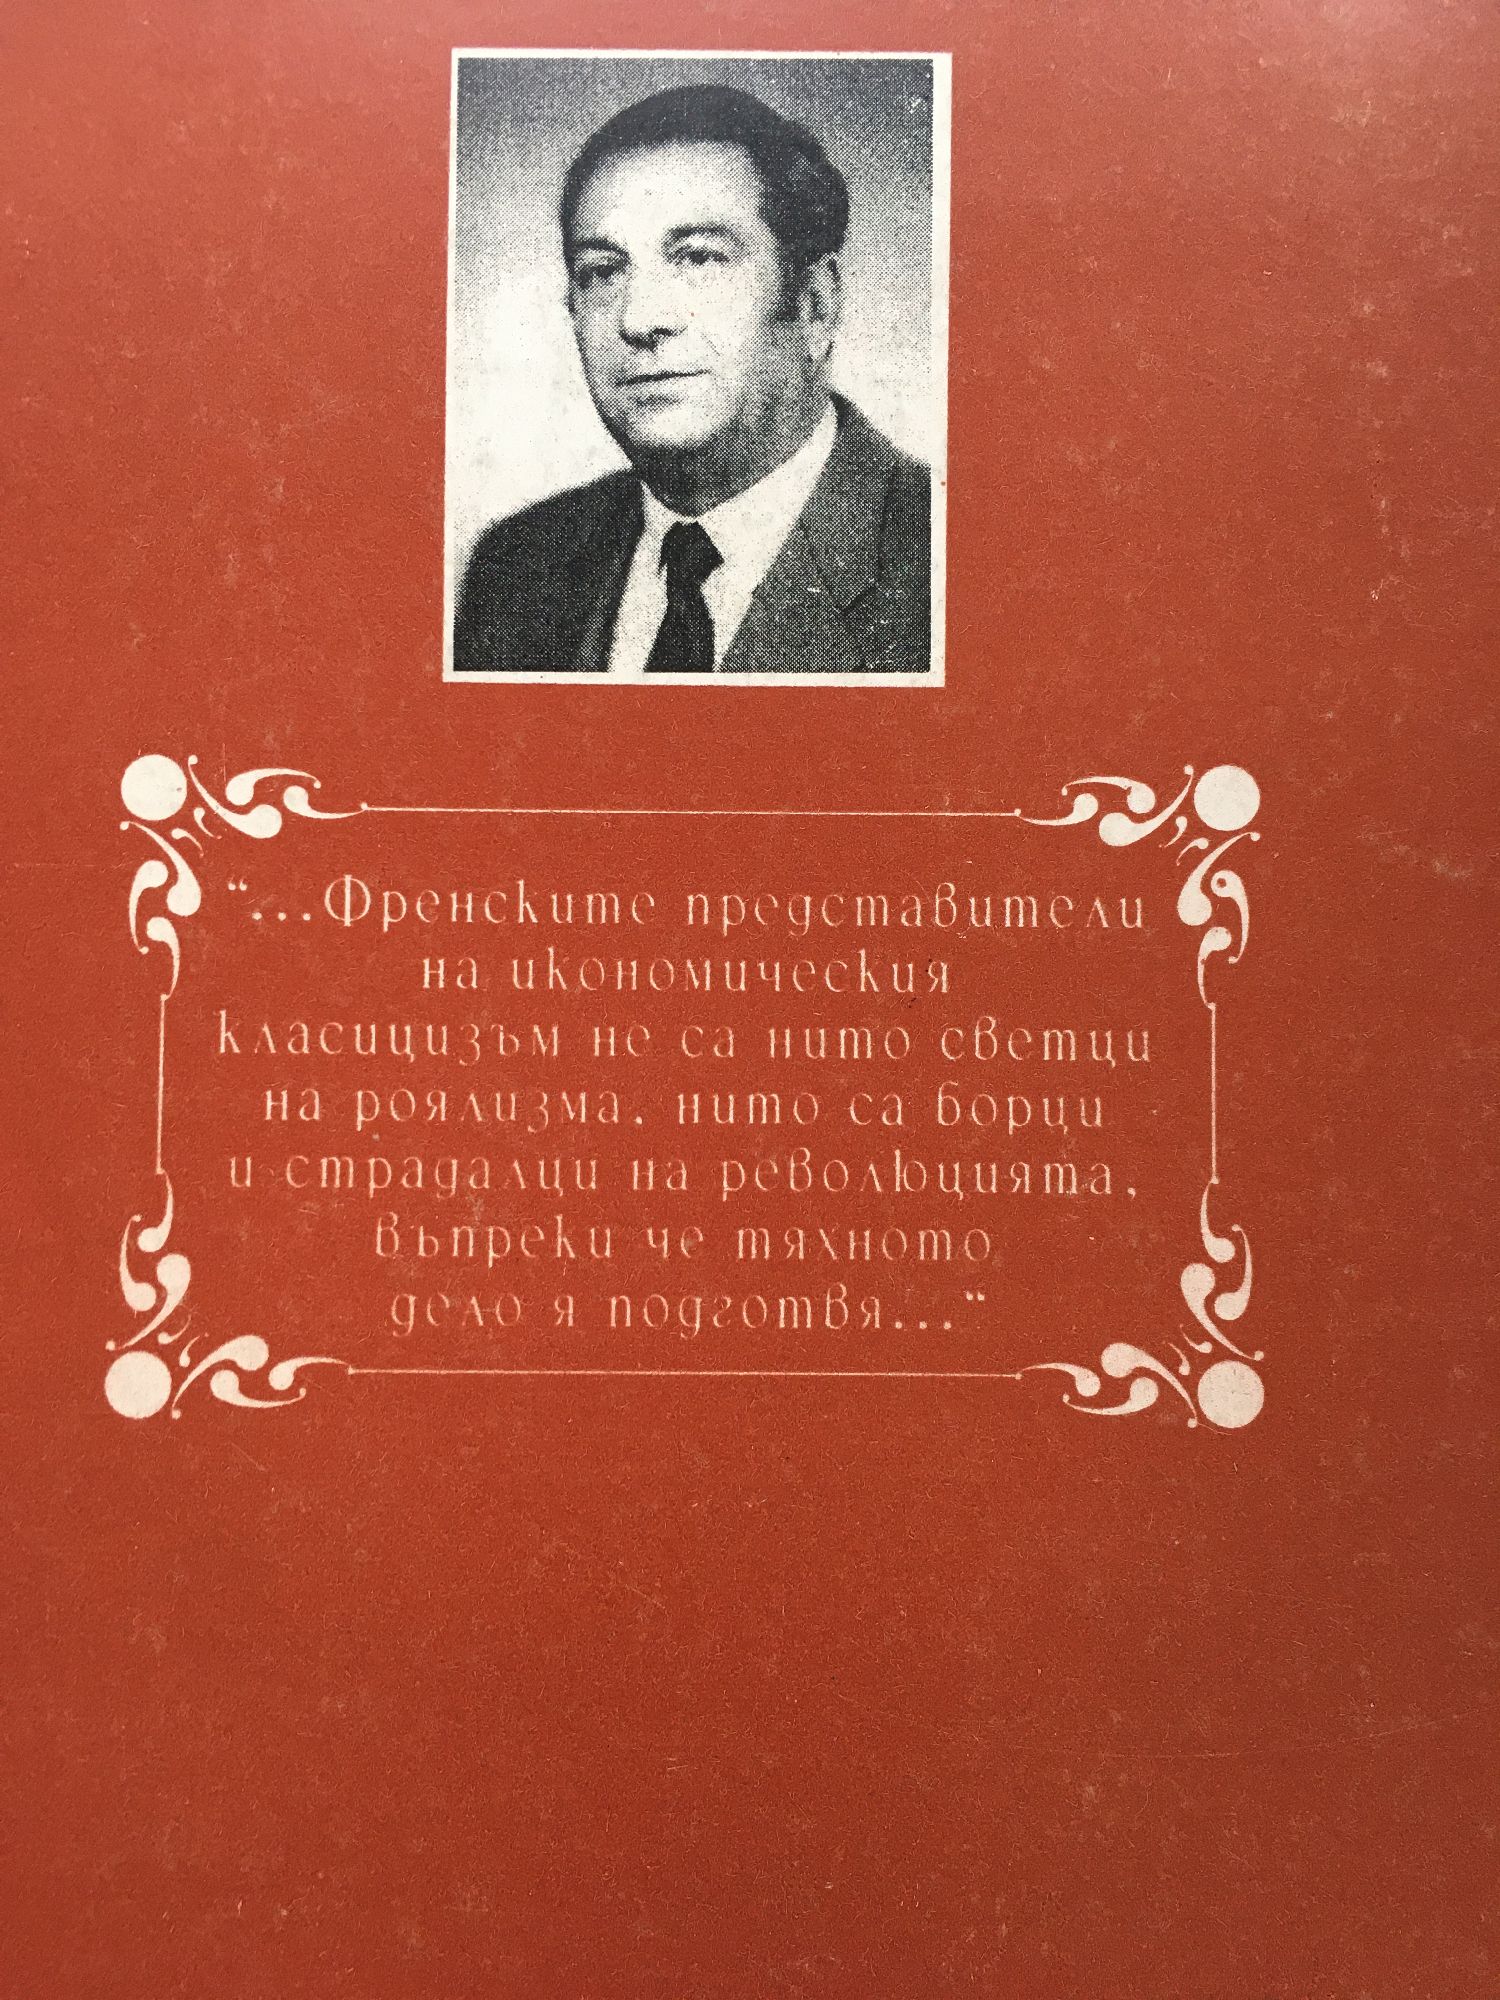 “...Френските представители
на икономическия
класицизъм не са нито светци
на роялизма, нито са борци
и страдалци на революцията,
въпреки че тяхното
дело я подготвя...“